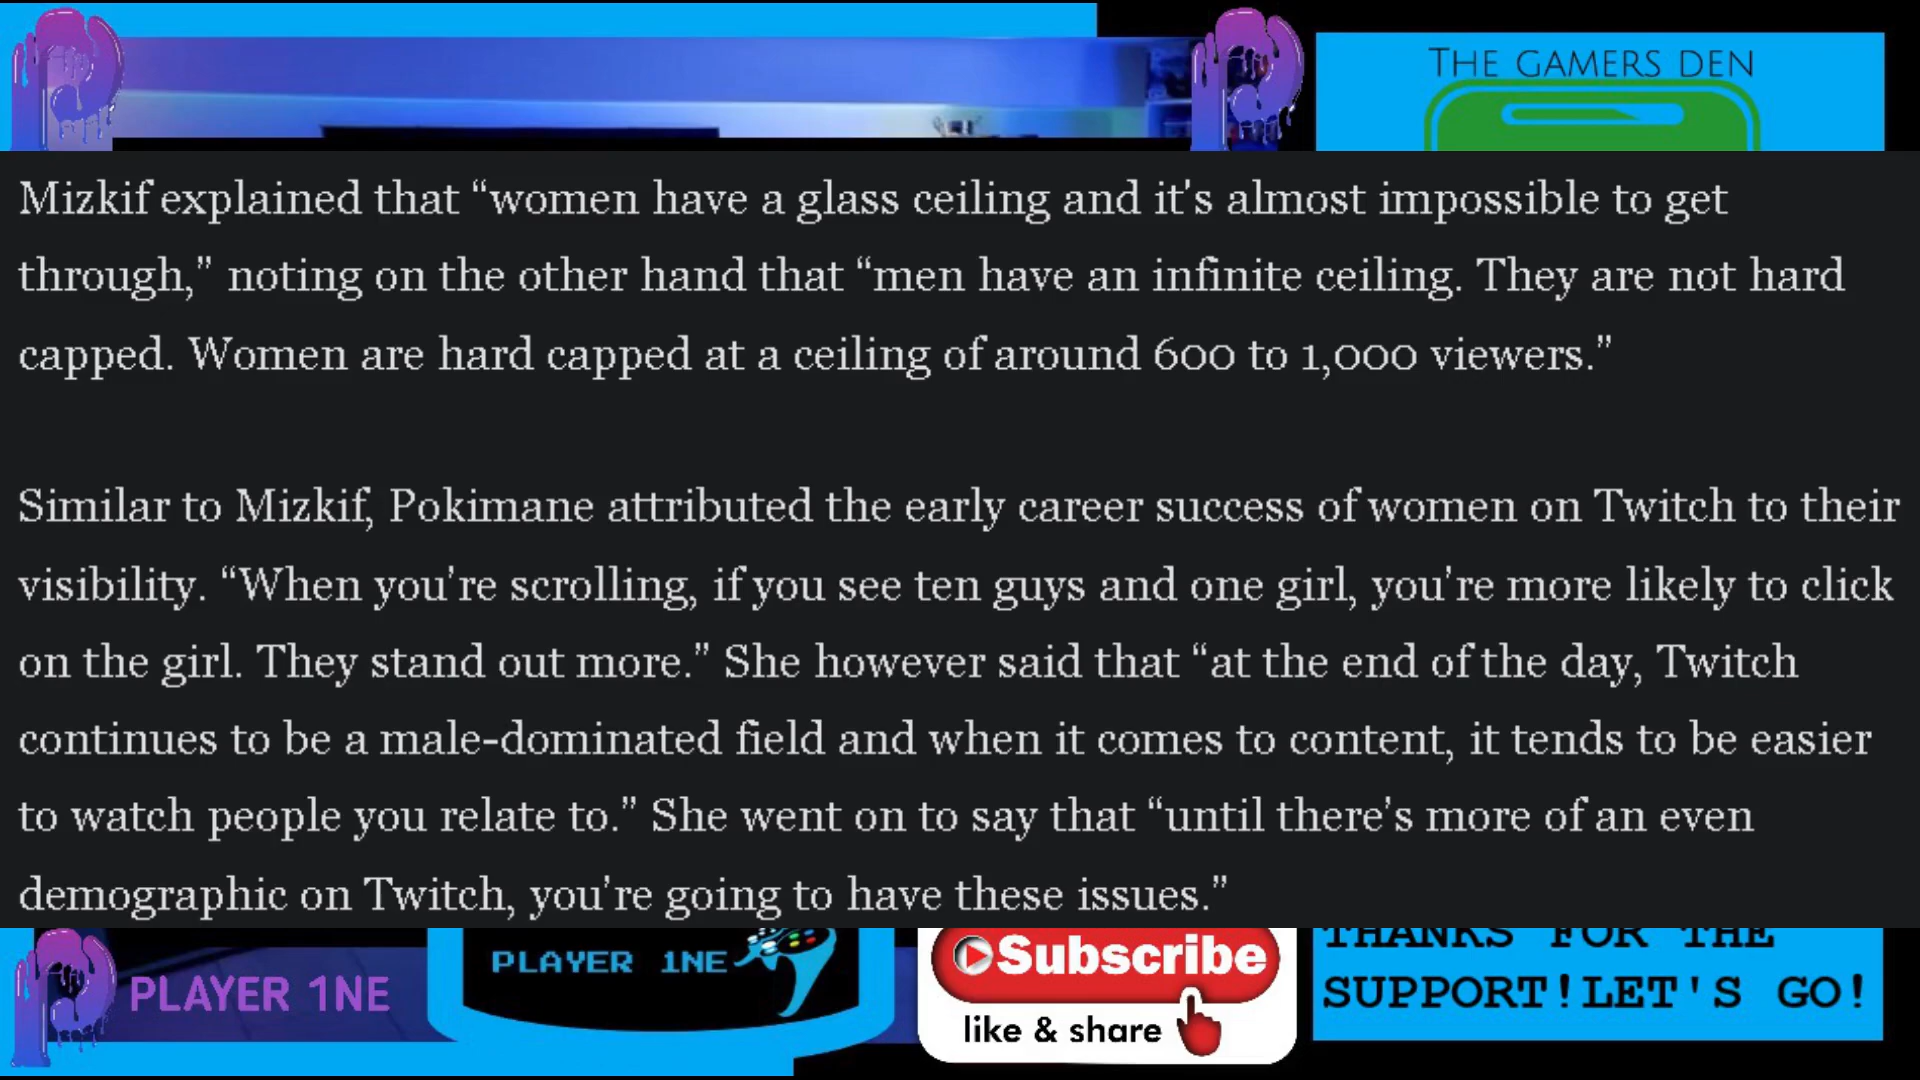 THE GAMERS DEN
Mizkif explained that “women have a glass ceiling and it's almost impossible to get
through,” noting on the other hand that “men have an infinite ceiling. They are not hard
capped. Women are hard capped at a ceiling of around 600 to 1,000 viewers.”
Similar to Mizkif, Pokimane attributed the early career success of women on Twitch to their
visibility. “When you’re scrolling, if you see ten guys and one girl, you’re more likely to click
on the girl. They stand out more.” She however said that “at the end of the day, Twitch
continues to be a male-dominated field and when it comes to content, it tends to be easier
to watch people you relate to.” She went on to say that “until there’s more of an even
demographic on Twitch, you’re going to have these issues.”
PLAYER 1NE
PLAYER 1NE
Subscribe
like & share
THANKS FOR THE
SUPPORT!LET'S GO!